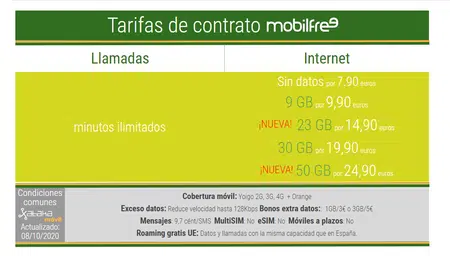 Tarifas de contrato mobilfree
Llamadas
Internet
minutos ilimitados
Sin datos por 7,90 euros
9 GB por 9,90 euros
¡NUEVA! 23 GB por 14,90 euros
30 GB por 19,90 euros
¡NUEVA! 50 GB por 24,90 euros
Condiciones
comunes
Xataka
móvil
Actualizado:
08/10/2020
Cobertura móvil: Yoigo 2G, 3G, 4G + Orange
Exceso datos: Reduce velocidad hasta 128Kbps Bonos extra datos: 1GB/3€ o 3GB/5€
Mensajes: 9,7 cént/SMS MultiSIM: No eSIM: No Móviles a plazos: No
Roaming gratis UE: Datos y llamadas con la misma capacidad que en España.